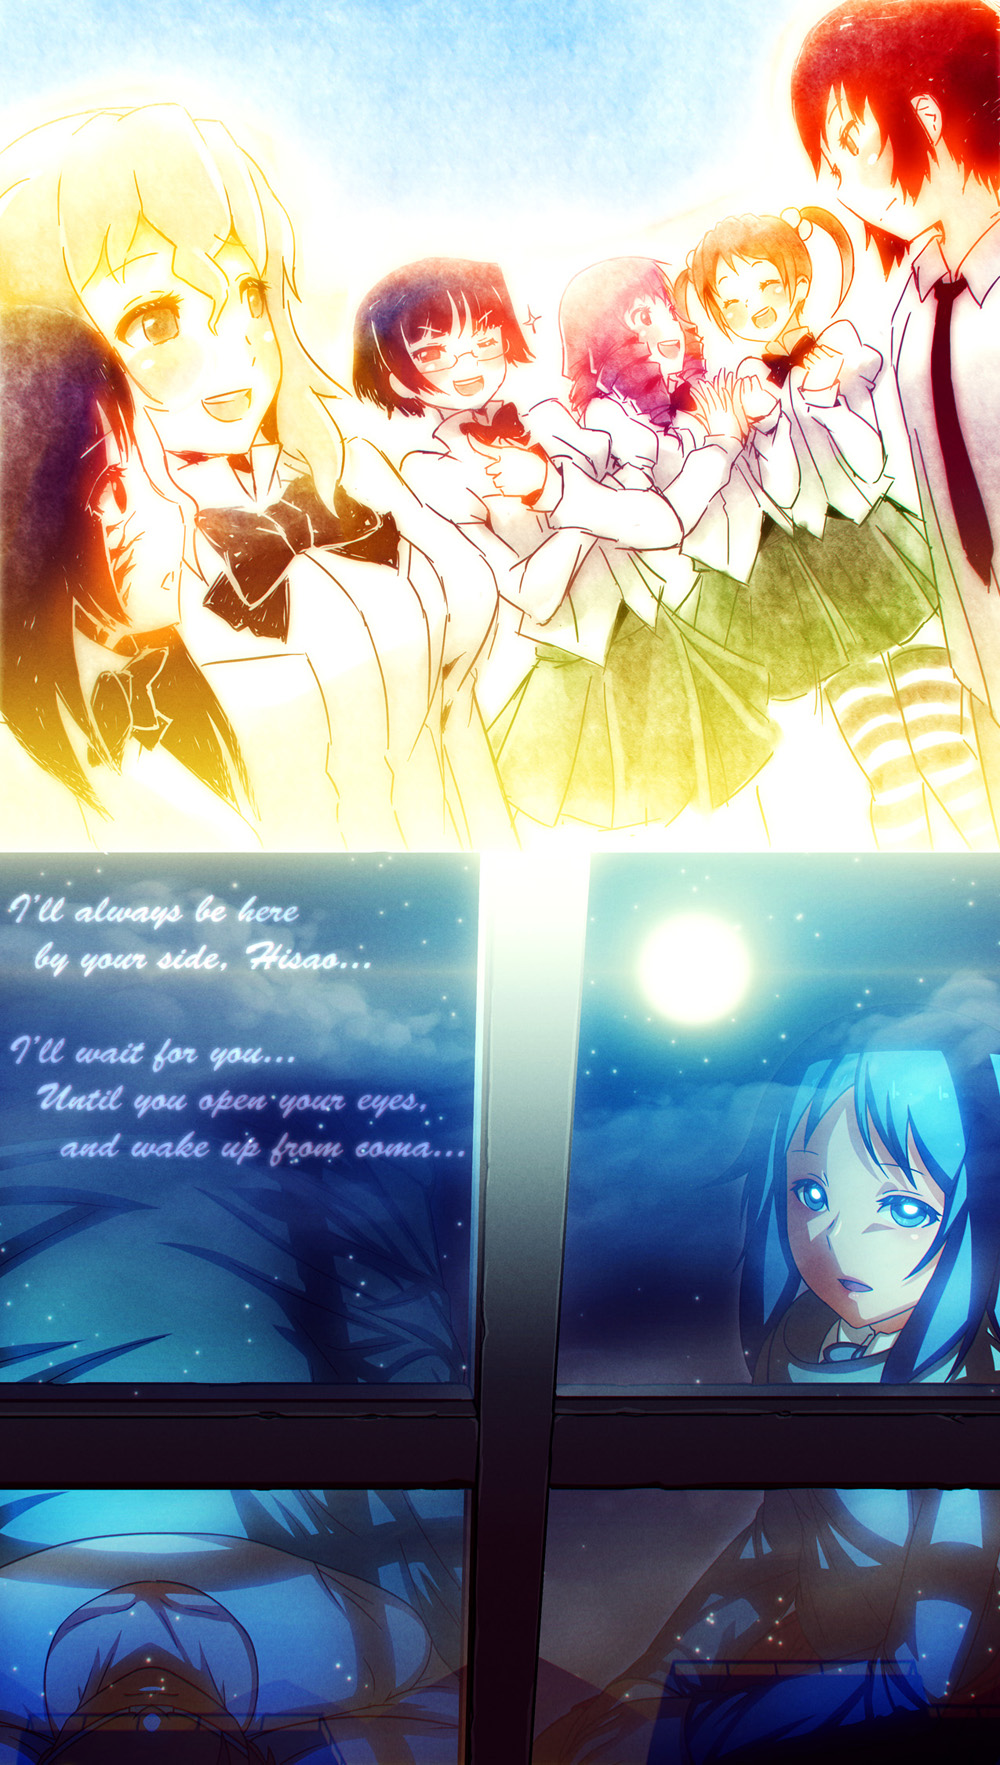 I'll always be here
by your side, Hisao...
I'll wait for you...
Until you open your eyes,
and wake up from coma...